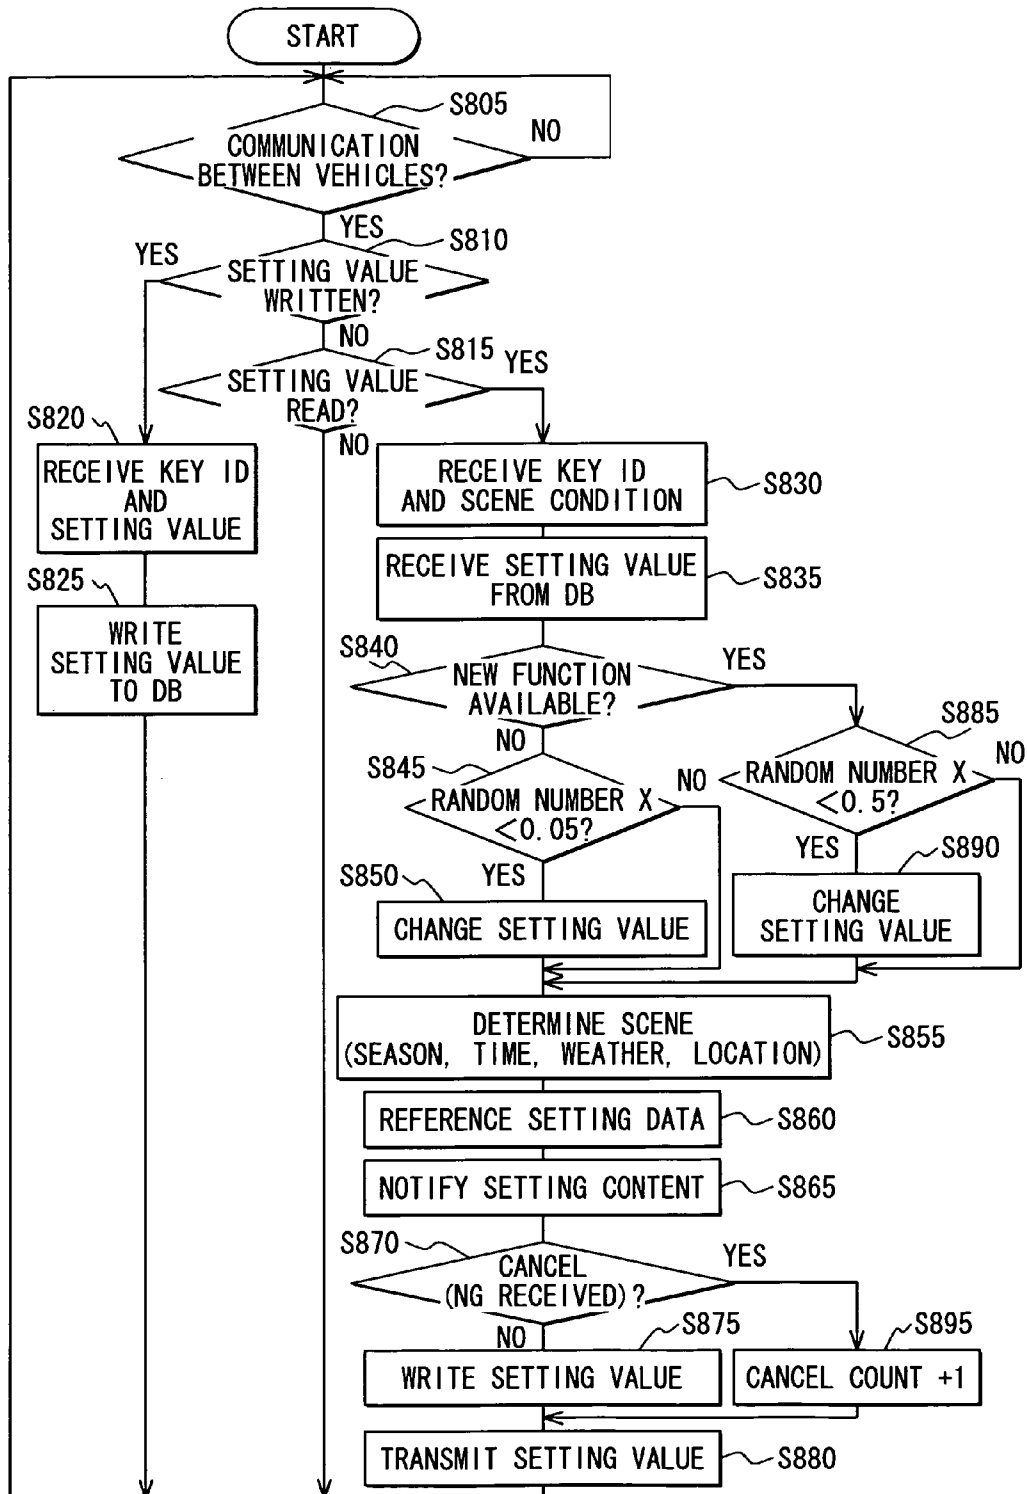 START
S805
COMMUNICATION
BETWEEN VEHICLES?
NO
YES
S810
YES
SETTING VALUE
WRITTEN?
NO
S815
YES
SETTING VALUE
READ?
NO
S820
RECEIVE KEY ID
AND
SETTING VALUE
S825
WRITE
SETTING VALUE
TO DB
RECEIVE KEY ID
AND SCENE CONDITION
S830
RECEIVE SETTING VALUE
FROM DB
S835
S840
NEW FUNCTION
AVAILABLE?
YES
NO
S845
RANDOM NUMBER X
<0.05?
NO
YES
S885
RANDOM NUMBER X
<0.5?
NO
YES
S850
CHANGE SETTING VALUE
S890
CHANGE
SETTING VALUE
DETERMINE SCENE
(SEASON, TIME, WEATHER, LOCATION)
S855
REFERENCE SETTING DATA
S860
NOTIFY SETTING CONTENT
S865
S870
CANCEL
(NG RECEIVED)?
YES
NO
S875
WRITE SETTING VALUE
S895
CANCEL COUNT +1
TRANSMIT SETTING VALUE
S880